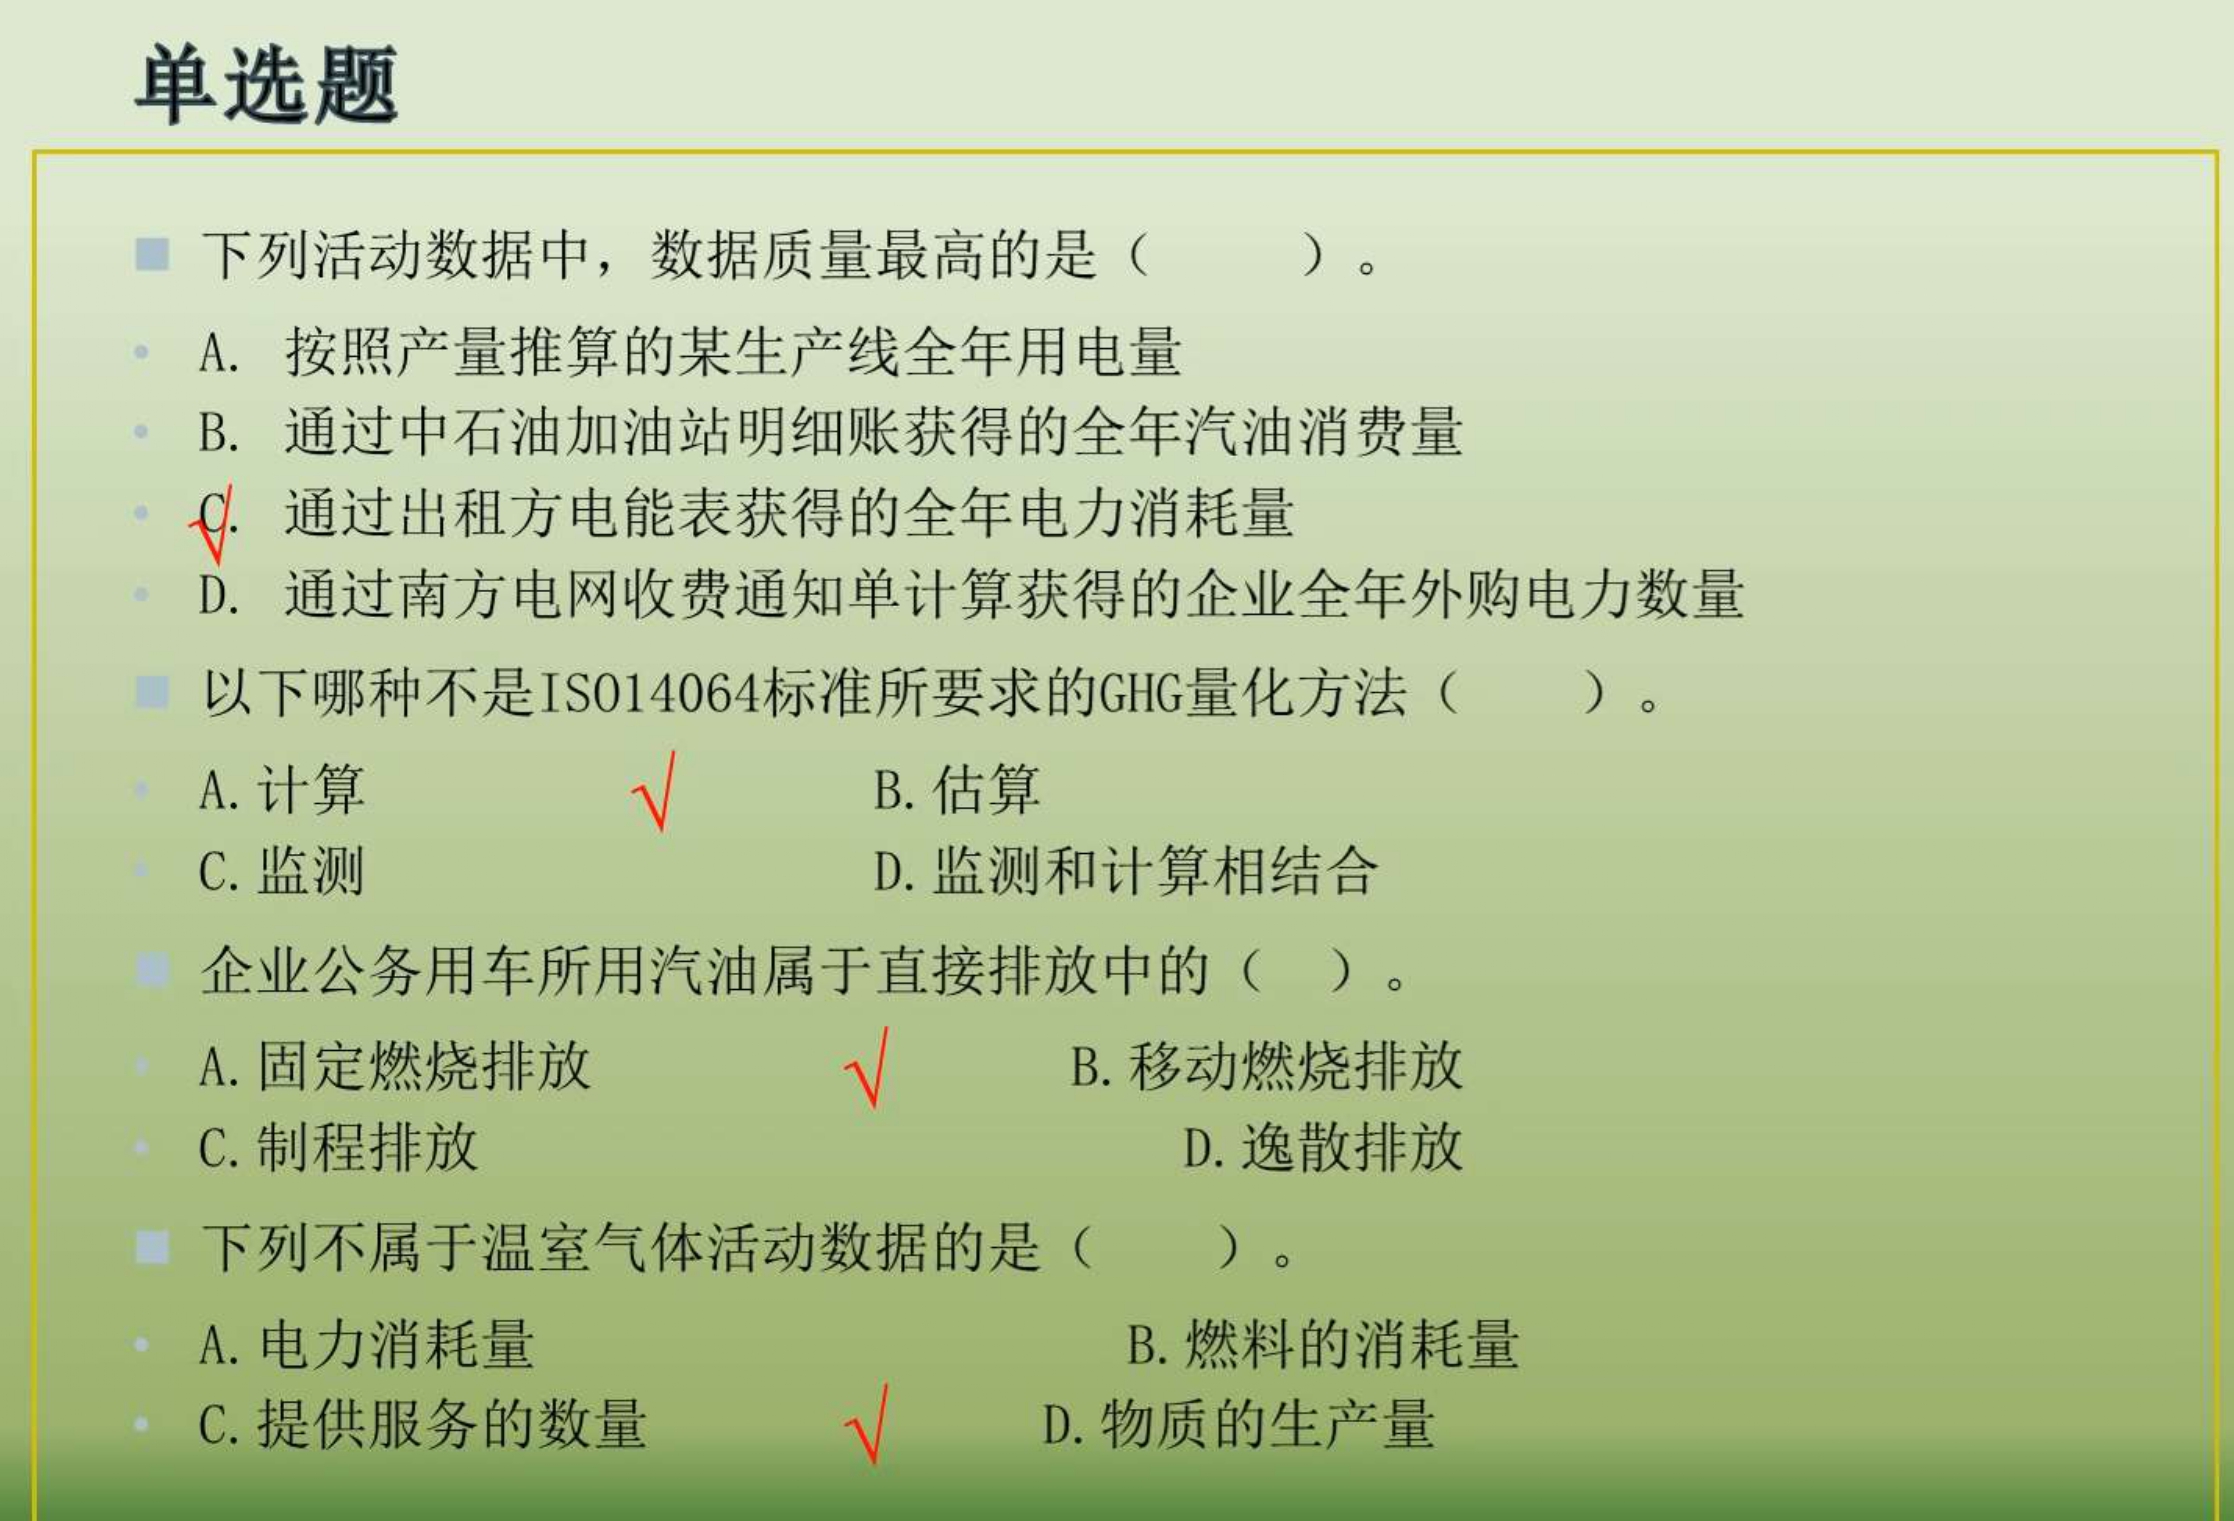 单选题
下列活动数据中，数据质量最高的是（　　）。
A. 按照产量推算的某生产线全年用电量
B. 通过中石油加油站明细账获得的全年汽油消费量
C. 通过出租方电能表获得的全年电力消耗量
D. 通过南方电网收费通知单计算获得的企业全年外购电力数量
以下哪种不是ISO14064标准所要求的GHG量化方法（　　）。
A.计算 √ B.估算
C.监测 D.监测和计算相结合
企业公务用车所用汽油属于直接排放中的（　）。
A.固定燃烧排放 √ B.移动燃烧排放
C.制程排放 D.逸散排放
下列不属于温室气体活动数据的是（　　）。
A.电力消耗量 B.燃料的消耗量
C.提供服务的数量 √ D.物质的生产量